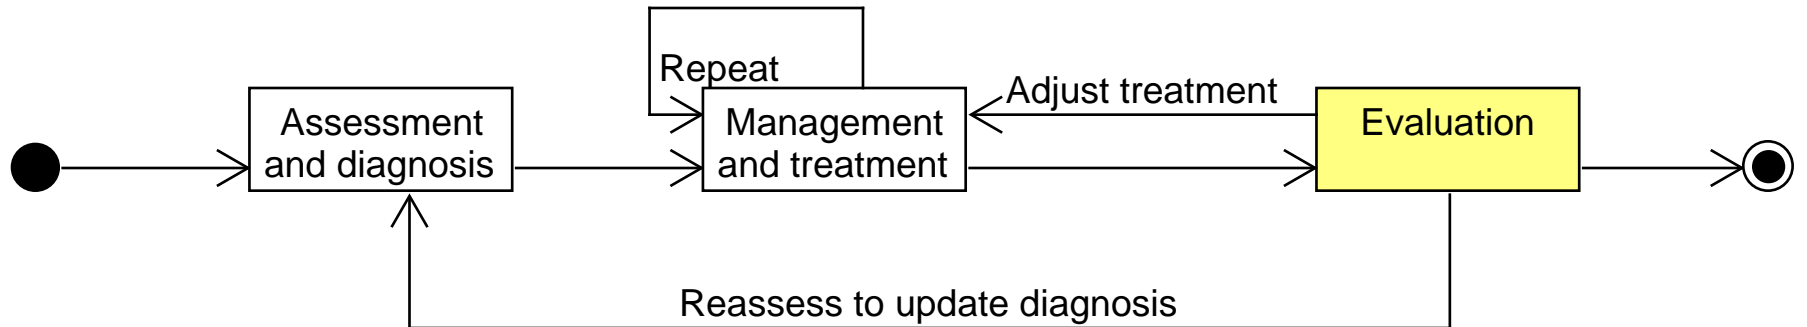 Repeat
Adjust treatment
Assessment
and diagnosis
Management
and treatment
Evaluation
Reassess to update diagnosis